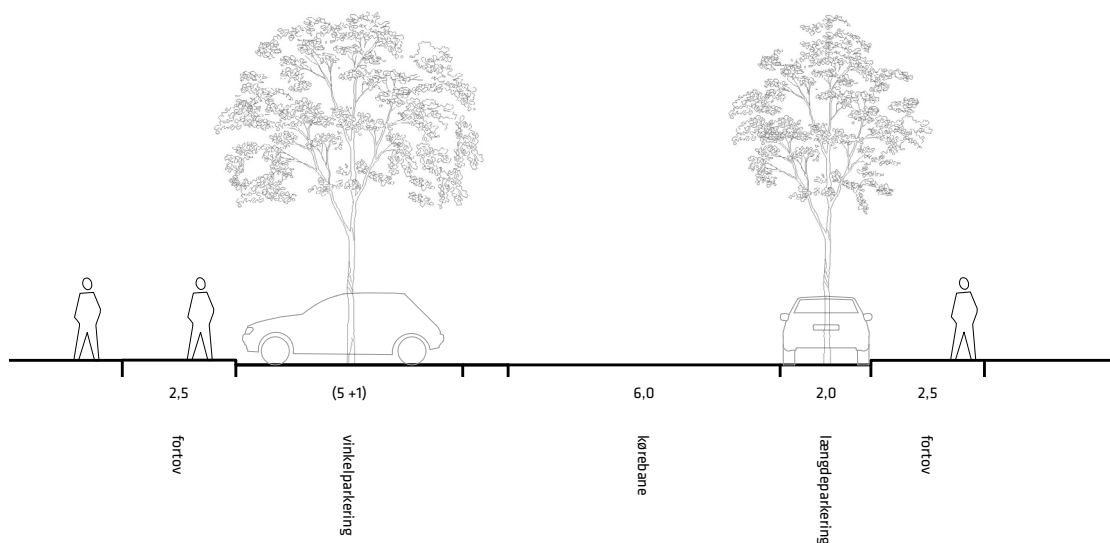 2,5
(5 +1)
6,0
2,0
2,5
fortov
vinkelparkering
kørebane
længdeparkering
fortov